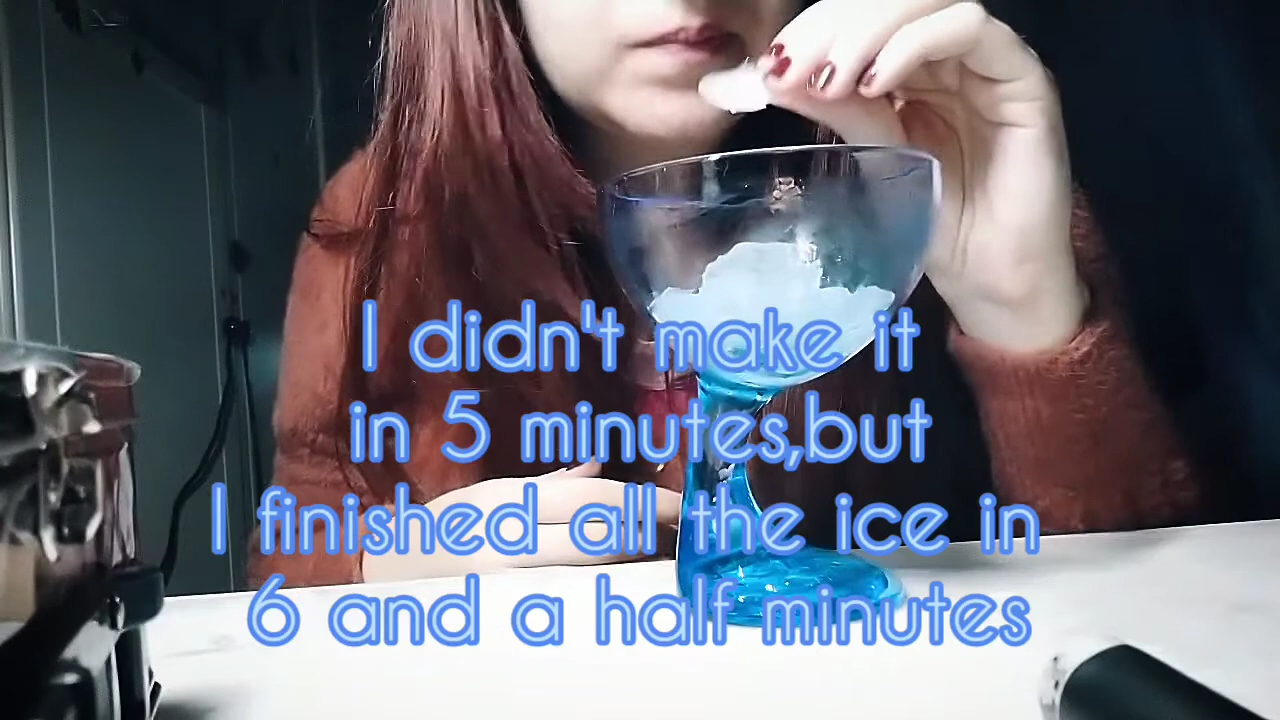 I didn't make it
in 5 minutes,but
I finished all the ice in
6 and a half minutes